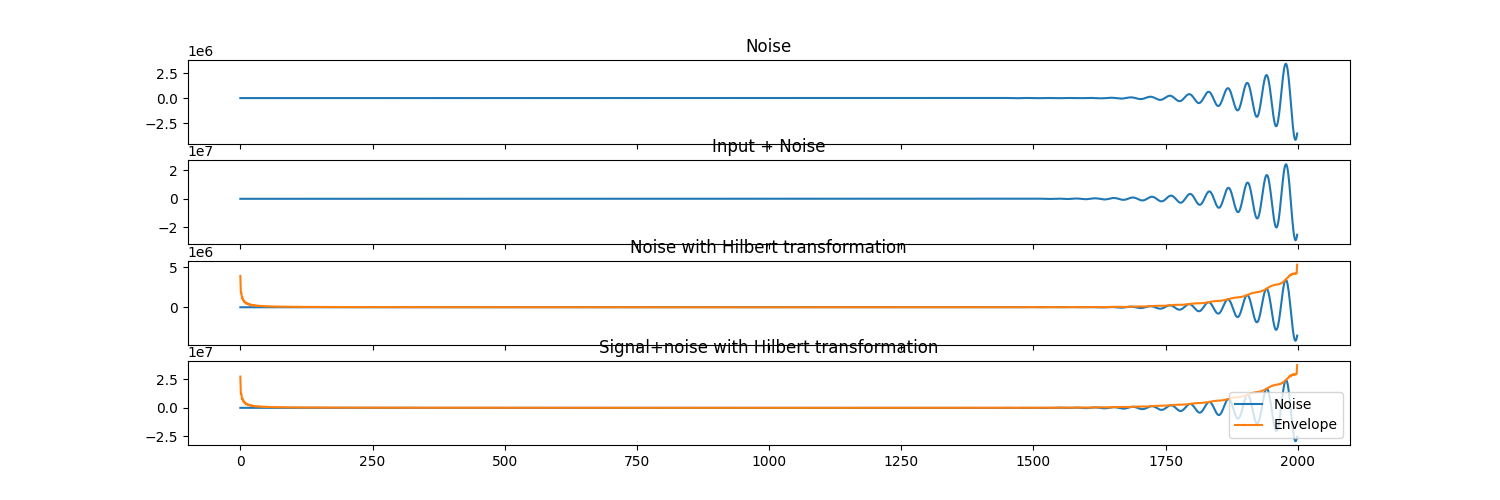 Noise
1e6
2.5
0.0
−2.5
Input + Noise
1e7
2
0
−2
Noise with Hilbert transformation
1e6
5
0
Signal+noise with Hilbert transformation
1e7
2.5
0.0
−2.5
Noise
Envelope
0 250 500 750 1000 1250 1500 1750 2000